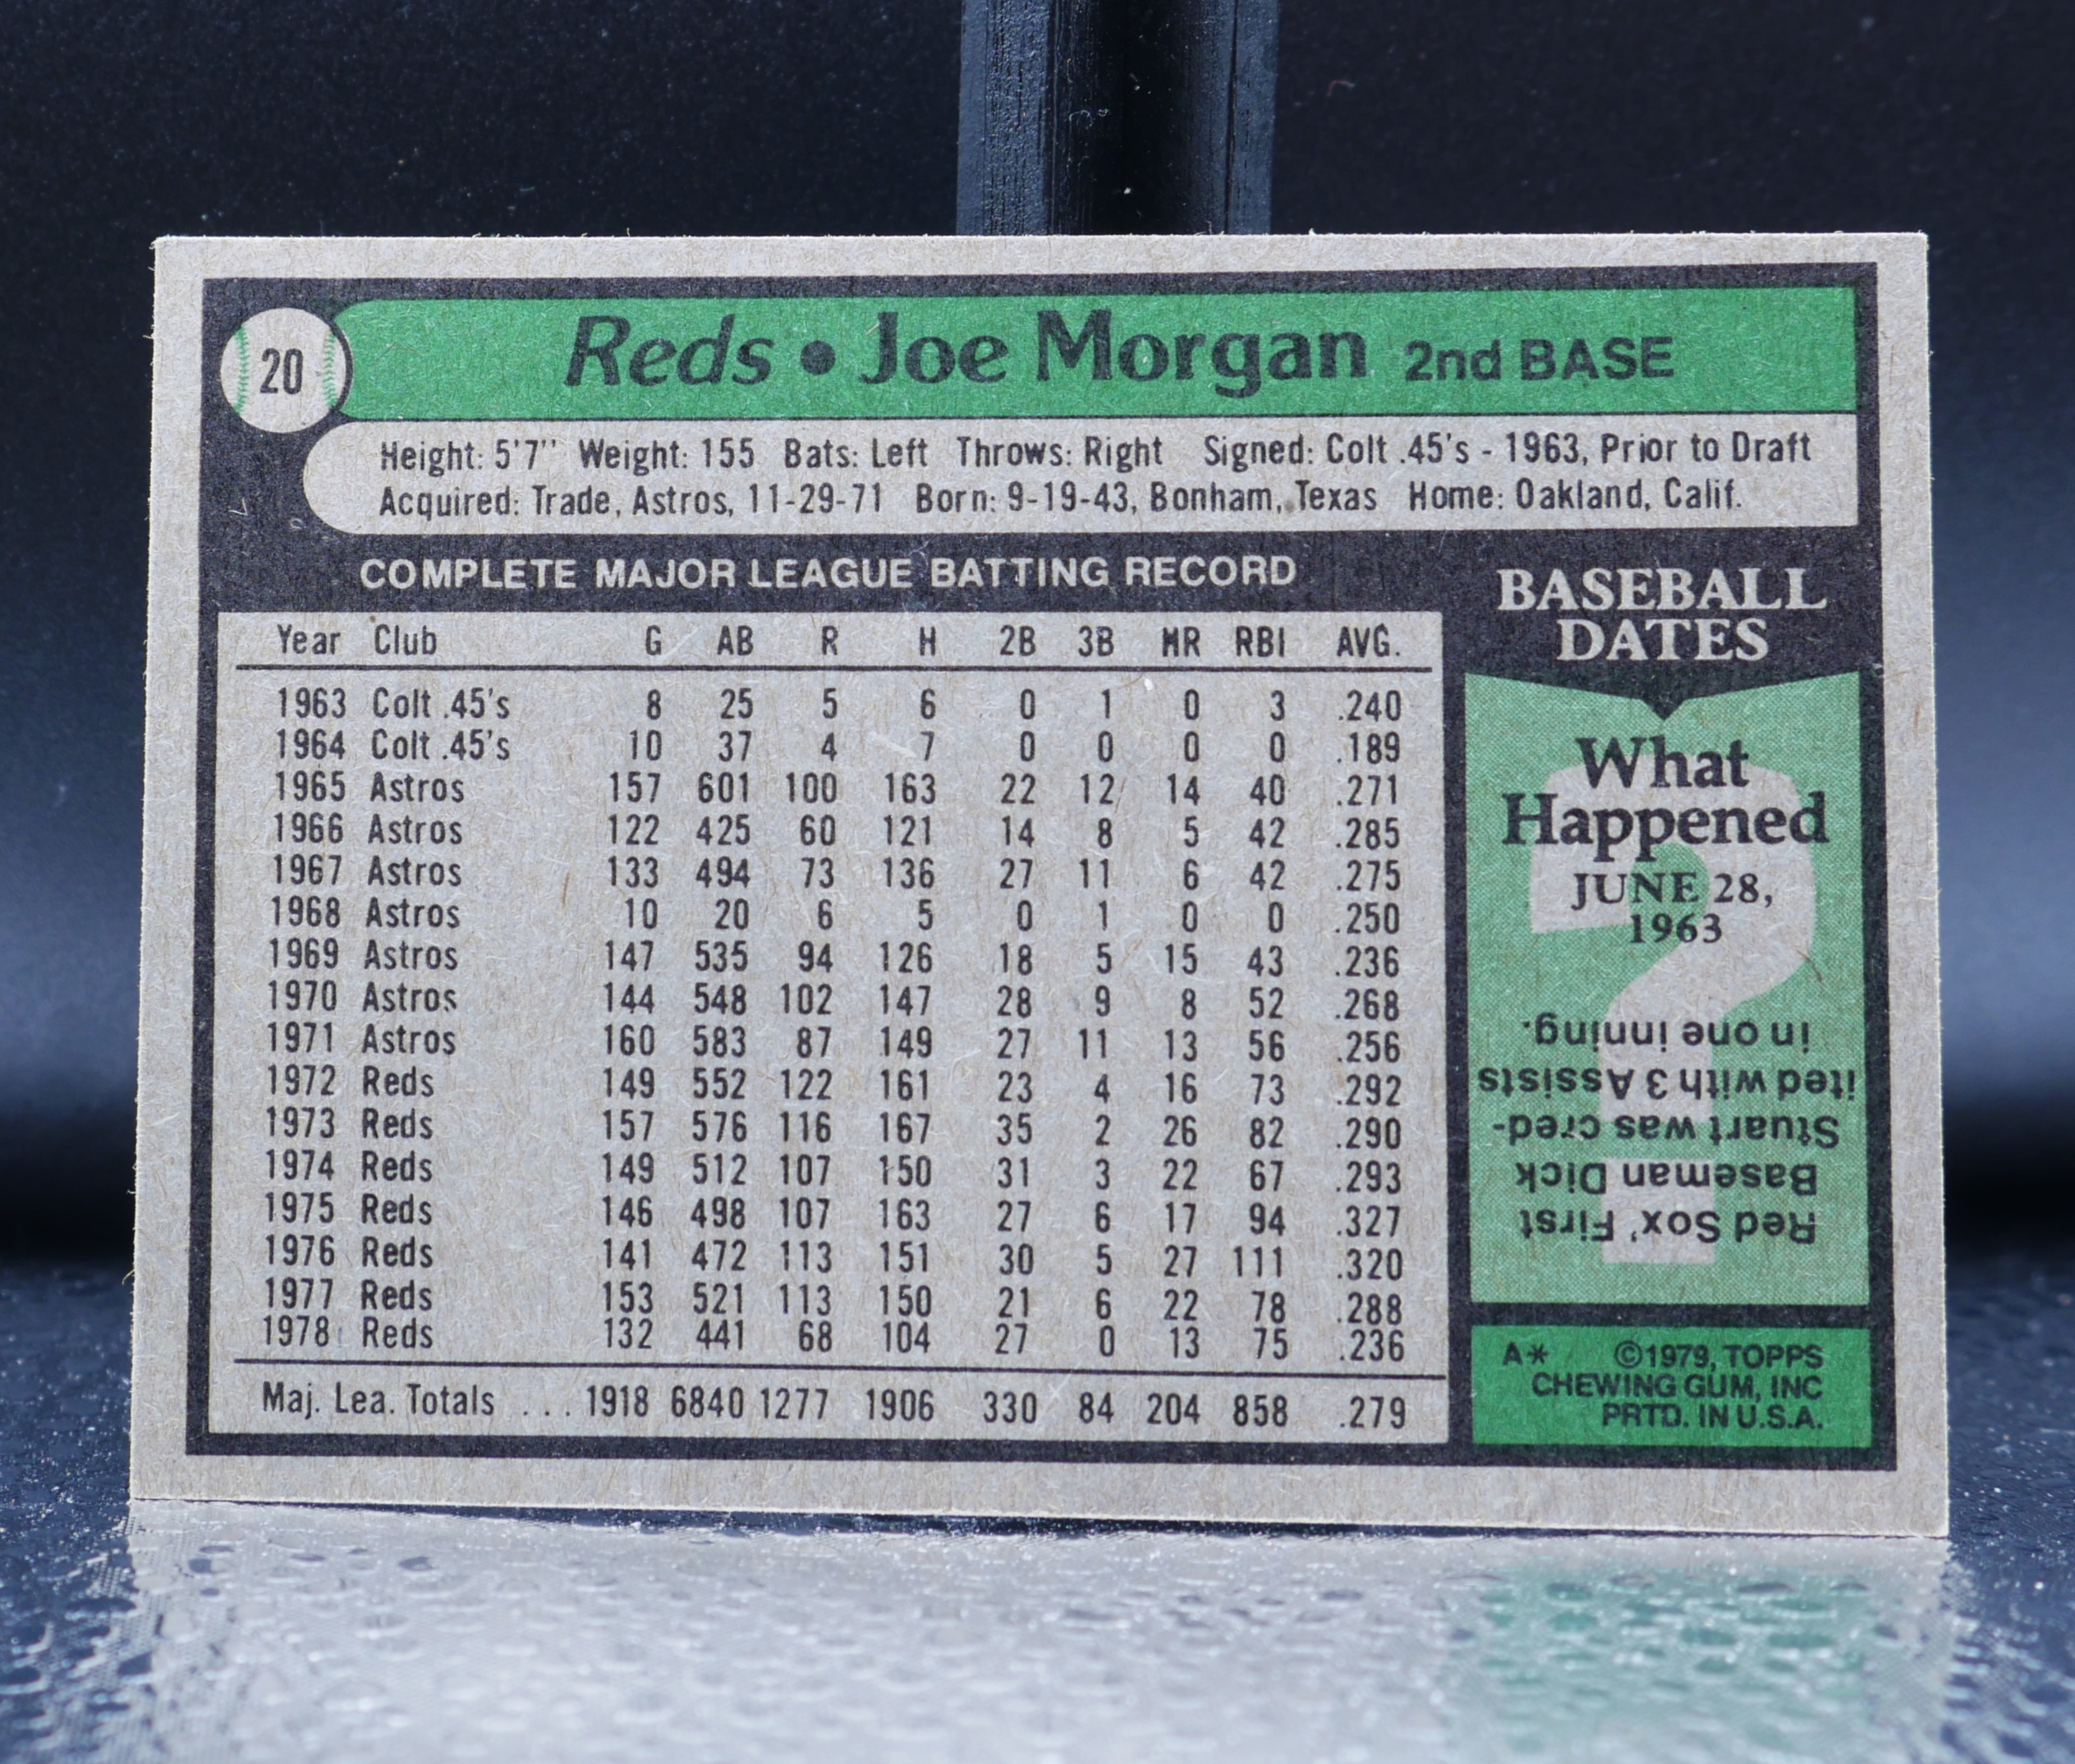 20
Reds • Joe Morgan 2nd BASE
Height: 5'7'' Weight: 155 Bats: Left Throws: Right Signed: Colt .45's - 1963, Prior to Draft
Acquired: Trade, Astros, 11-29-71 Born: 9-19-43, Bonham, Texas Home: Oakland, Calif.
COMPLETE MAJOR LEAGUE BATTING RECORD
Year Club G AB R H 2B 3B HR RBI AVG.
1963 Colt .45's 8 25 5 6 0 1 0 3 .240
1964 Colt .45's 10 37 4 7 0 0 0 0 .189
1965 Astros 157 601 100 163 22 12 14 40 .271
1966 Astros 122 425 60 121 14 8 5 42 .285
1967 Astros 133 494 73 136 27 11 6 42 .275
1968 Astros 10 20 6 5 0 1 0 0 .250
1969 Astros 147 535 94 126 18 5 15 43 .236
1970 Astros 144 548 102 147 28 9 8 52 .268
1971 Astros 160 583 87 149 27 11 13 56 .256
1972 Reds 149 552 122 161 23 4 16 73 .292
1973 Reds 157 576 116 167 35 2 26 82 .290
1974 Reds 149 512 107 150 31 3 22 67 .293
1975 Reds 146 498 107 163 27 6 17 94 .327
1976 Reds 141 472 113 151 30 5 27 111 .320
1977 Reds 153 521 113 150 21 6 22 78 .288
1978 Reds 132 441 68 104 27 0 13 75 .236
Maj. Lea. Totals ... 1918 6840 1277 1906 330 84 204 858 .279
BASEBALL
DATES
What
Happened
JUNE 28,
1963
Red Sox' First
Baseman Dick
Stuart was cred-
ited with 3 Assists
in one inning.
A* ©1979, TOPPS
CHEWING GUM, INC
PRTD. IN U.S.A.